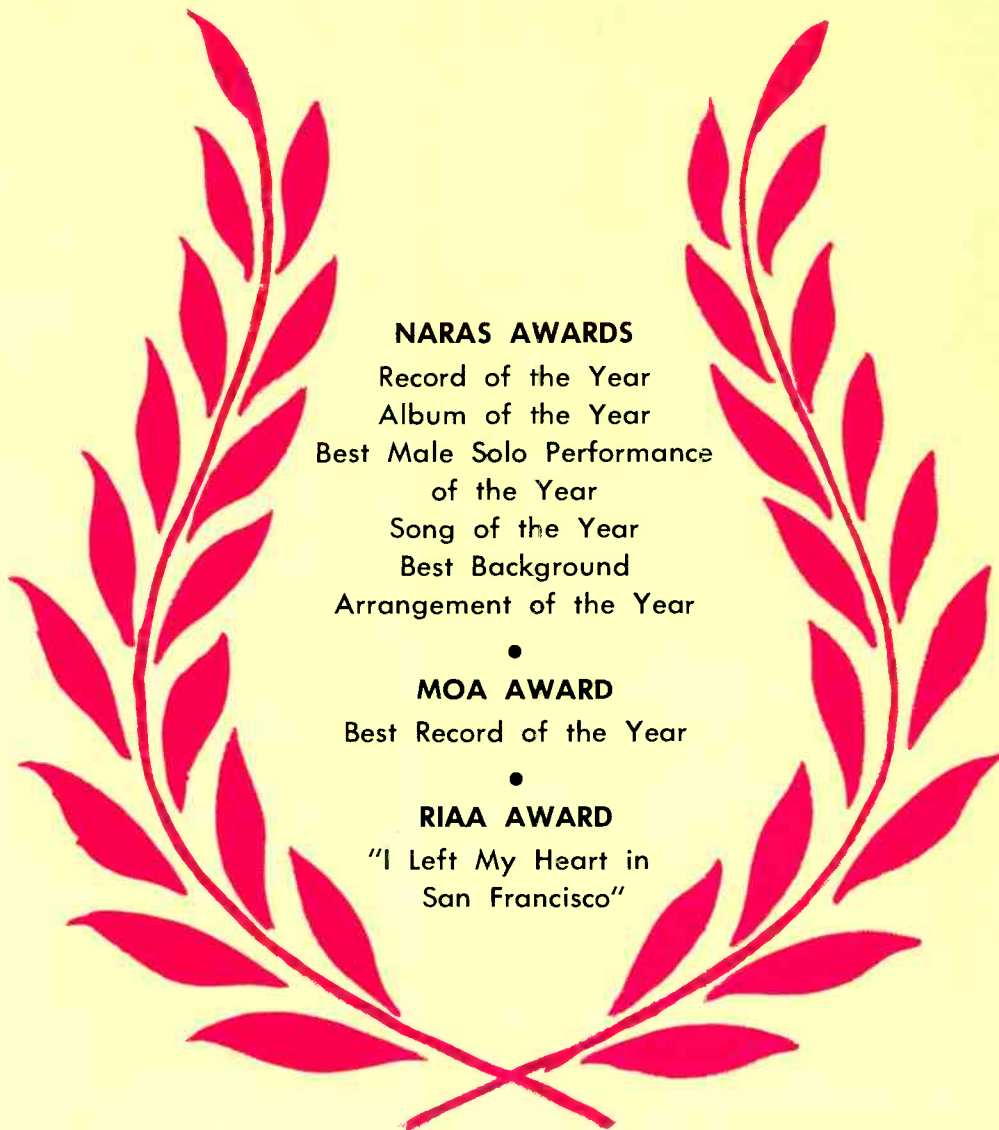 NARAS AWARDS
Record of the Year
Album of the Year
Best Male Solo Performance
of the Year
Song of the Year
Best Background
Arrangement of the Year
•
MOA AWARD
Best Record of the Year
•
RIAA AWARD
"I Left My Heart in
San Francisco"